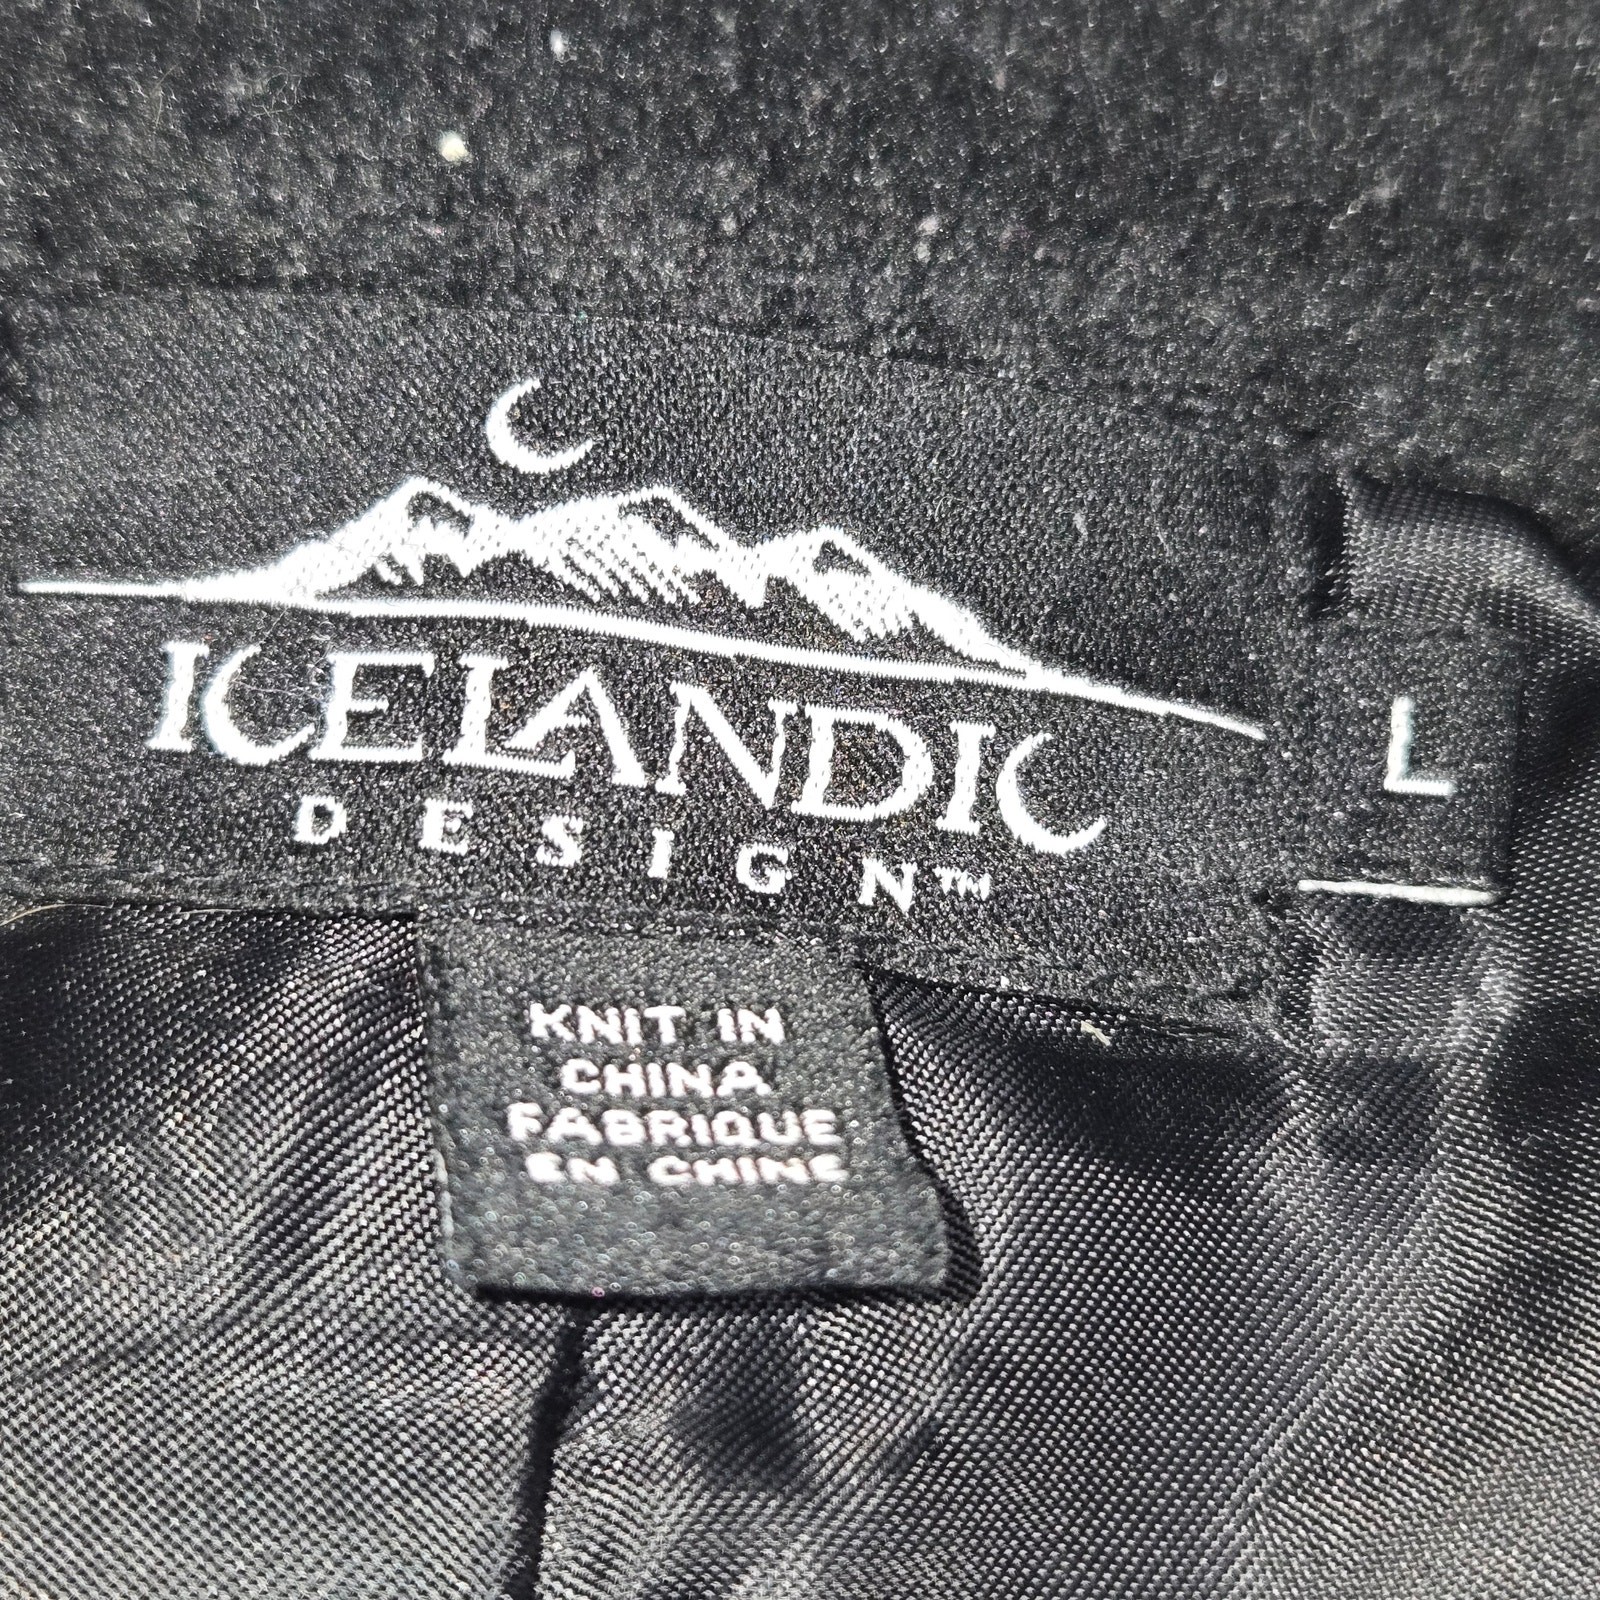 ICELANDIC
DESIGN™
L
KNIT IN
CHINA
FABRIQUE
EN CHINE